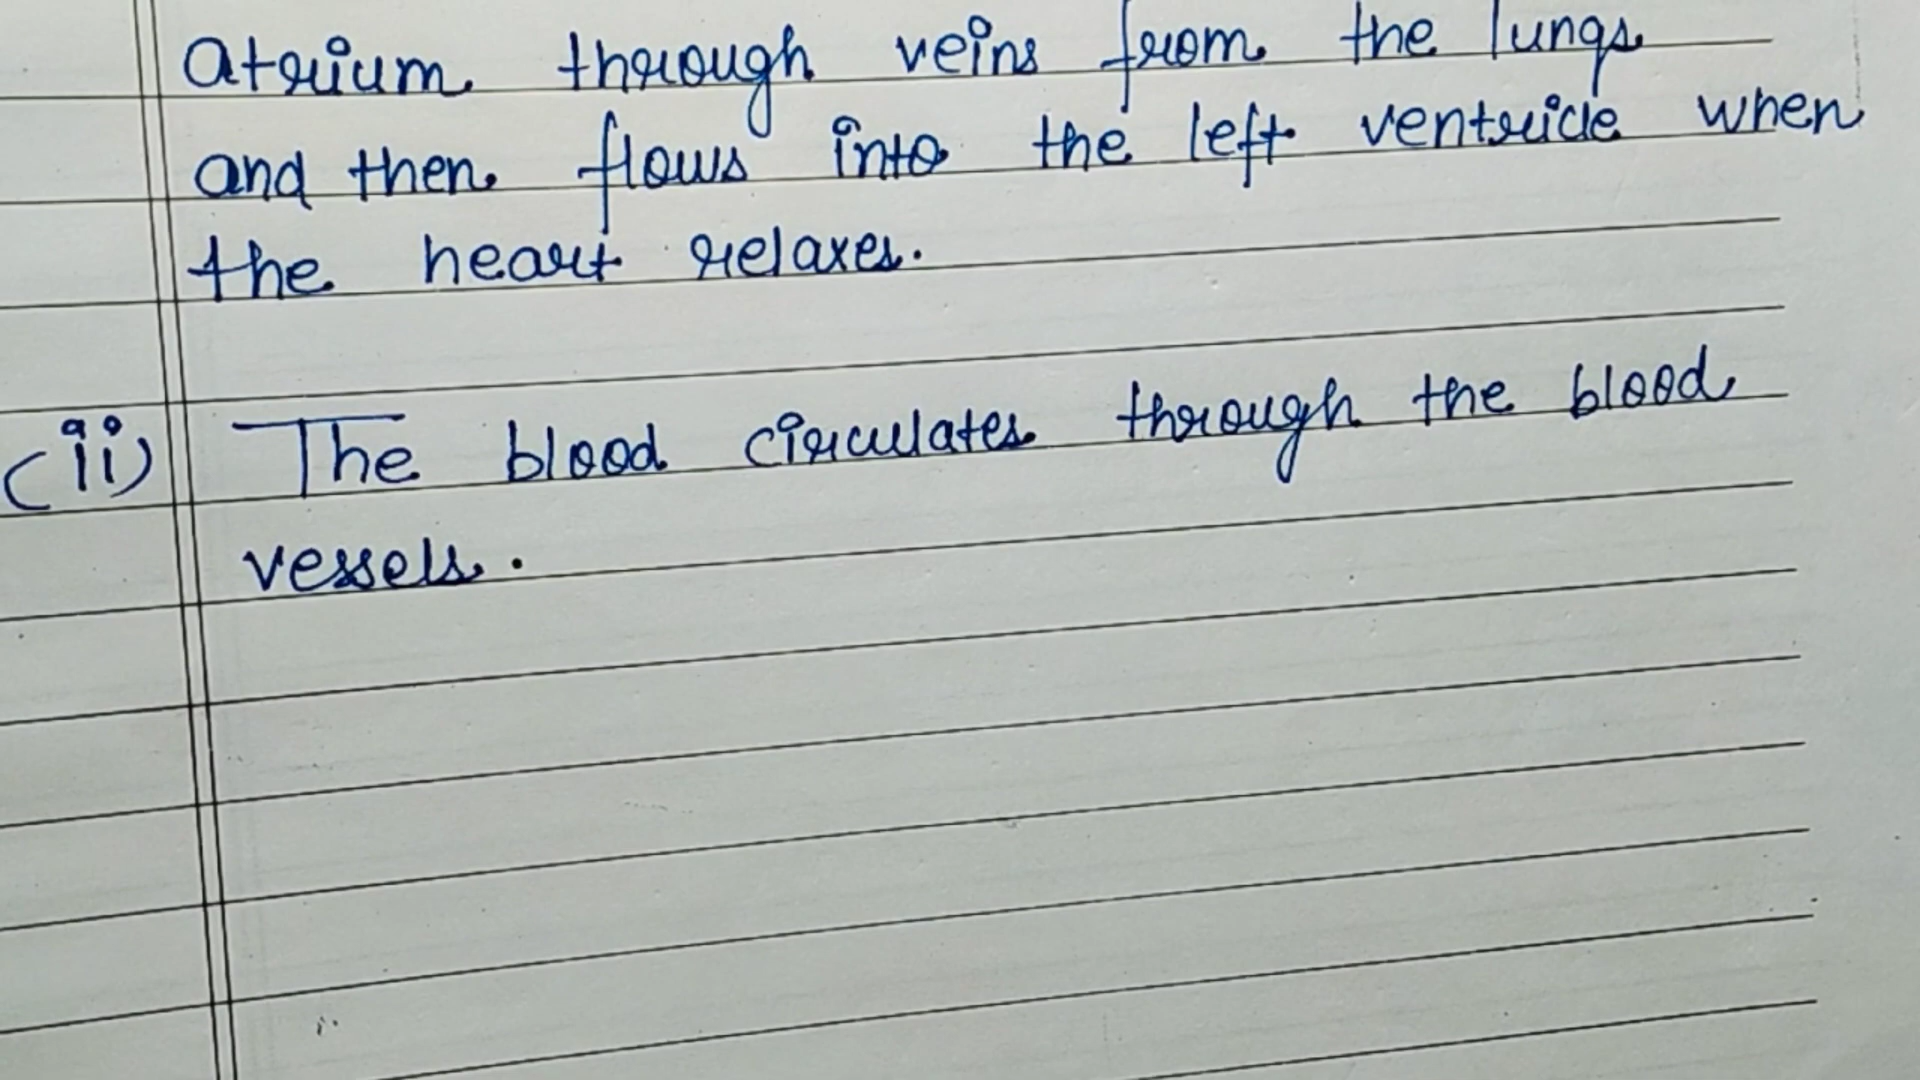 atrium through veins from the lungs
and then flows into the left ventricle when
the heart relaxes.
(ii) The blood circulates through the blood
vessels.